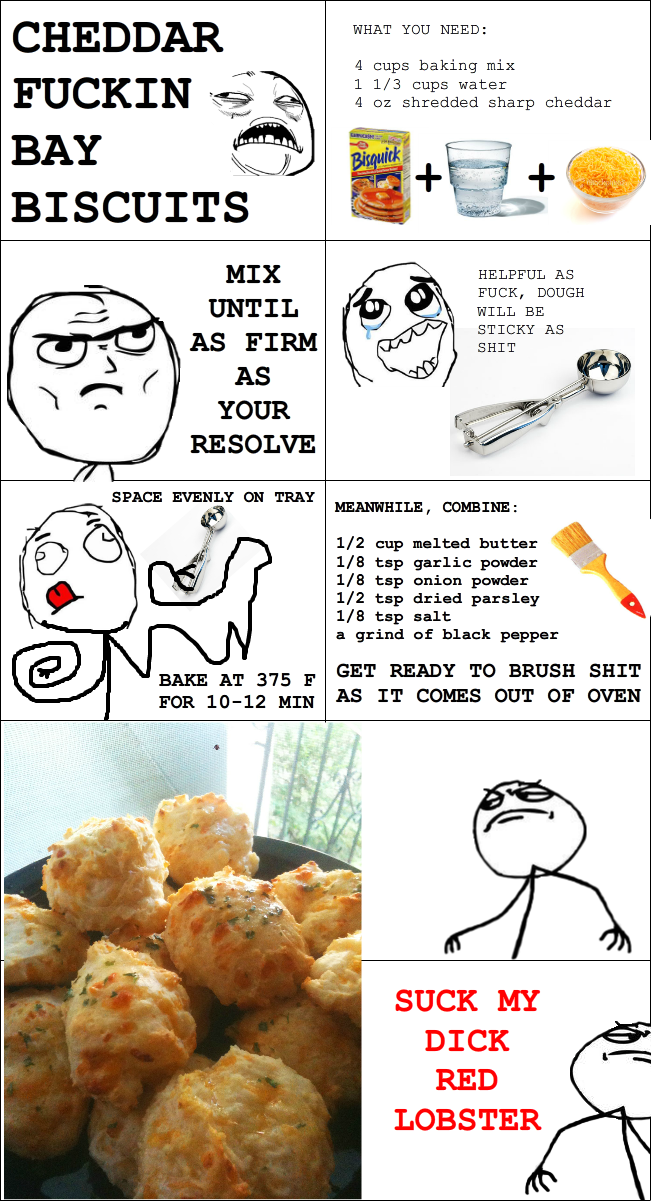 CHEDDAR
FUCKIN
BAY
BISCUITS
WHAT YOU NEED:
4 cups baking mix
1 1/3 cups water
4 oz shredded sharp cheddar
Bisquick
+
+
MIX
UNTIL
AS FIRM
AS
YOUR
RESOLVE
HELPFUL AS
FUCK, DOUGH
WILL BE
STICKY AS
SHIT
SPACE EVENLY ON TRAY
BAKE AT 375 F
FOR 10-12 MIN
MEANWHILE, COMBINE:
1/2 cup melted butter
1/8 tsp garlic powder
1/8 tsp onion powder
1/2 tsp dried parsley
1/8 tsp salt
a grind of black pepper
GET READY TO BRUSH SHIT
AS IT COMES OUT OF OVEN
SUCK MY
DICK
RED
LOBSTER